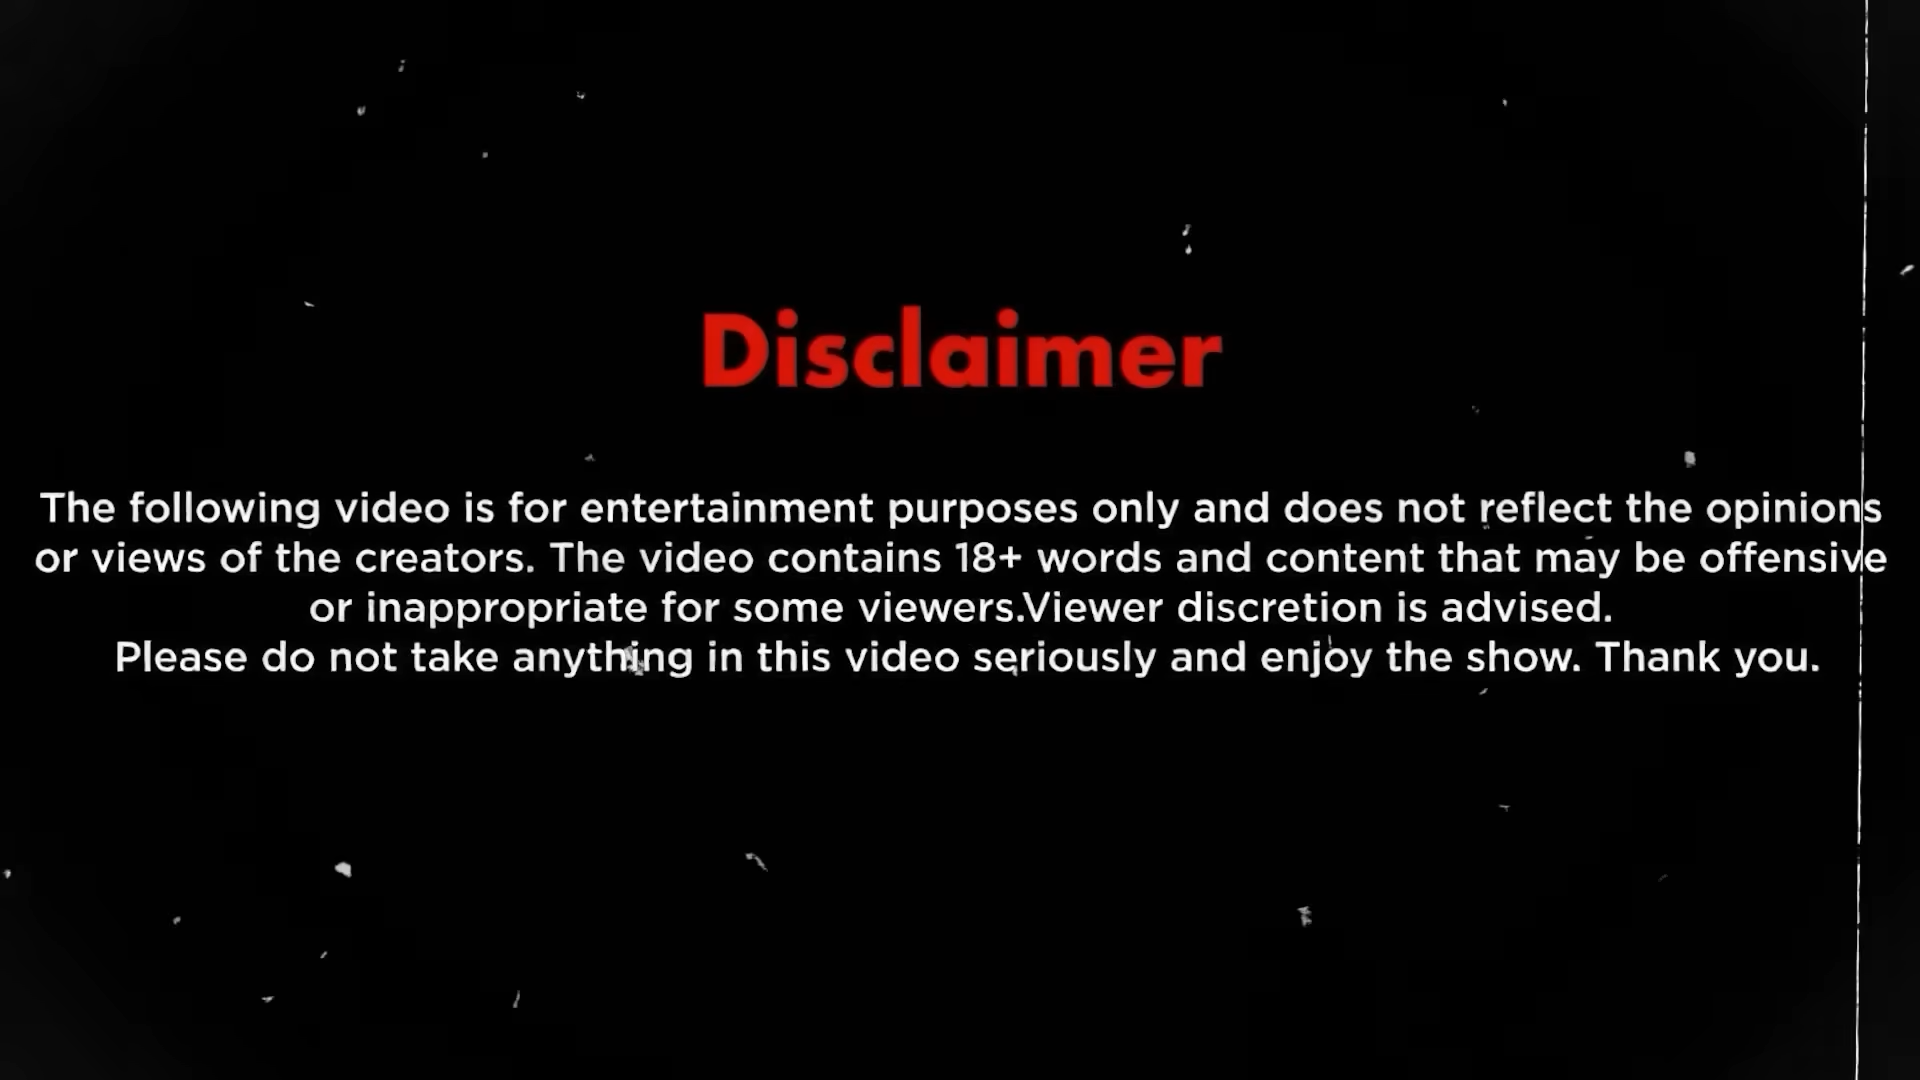 Disclaimer
The following video is for entertainment purposes only and does not reflect the opinions
or views of the creators. The video contains 18+ words and content that may be offensive
or inappropriate for some viewers.Viewer discretion is advised.
Please do not take anything in this video seriously and enjoy the show. Thank you.